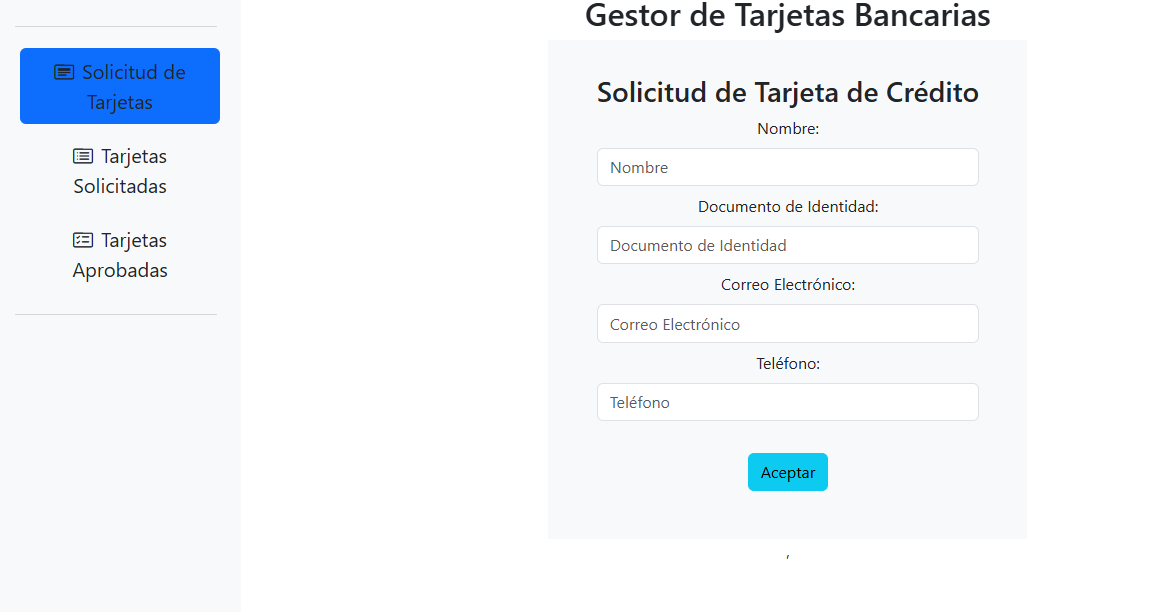 Gestor de Tarjetas Bancarias
Solicitud de
Tarjetas
Tarjetas
Solicitadas
Tarjetas
Aprobadas
Solicitud de Tarjeta de Crédito
Nombre:
Nombre
Documento de Identidad:
Documento de Identidad
Correo Electrónico:
Correo Electrónico
Teléfono:
Teléfono
Aceptar
,